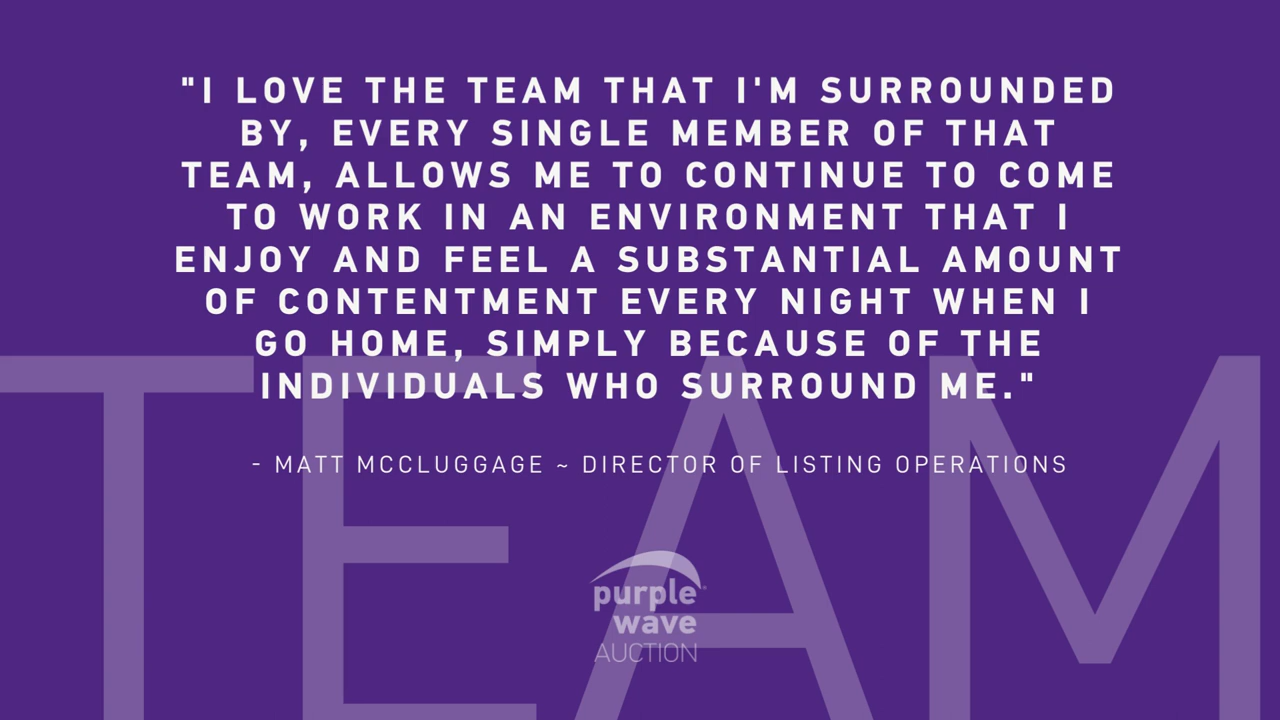 "I LOVE THE TEAM THAT I'M SURROUNDED
BY, EVERY SINGLE MEMBER OF THAT
TEAM, ALLOWS ME TO CONTINUE TO COME
TO WORK IN AN ENVIRONMENT THAT I
ENJOY AND FEEL A SUBSTANTIAL AMOUNT
OF CONTENTMENT EVERY NIGHT WHEN I
GO HOME, SIMPLY BECAUSE OF THE
INDIVIDUALS WHO SURROUND ME."
- MATT MCCLUGGAGE ~ DIRECTOR OF LISTING OPERATIONS
TEAM
purple
wave
AUCTION